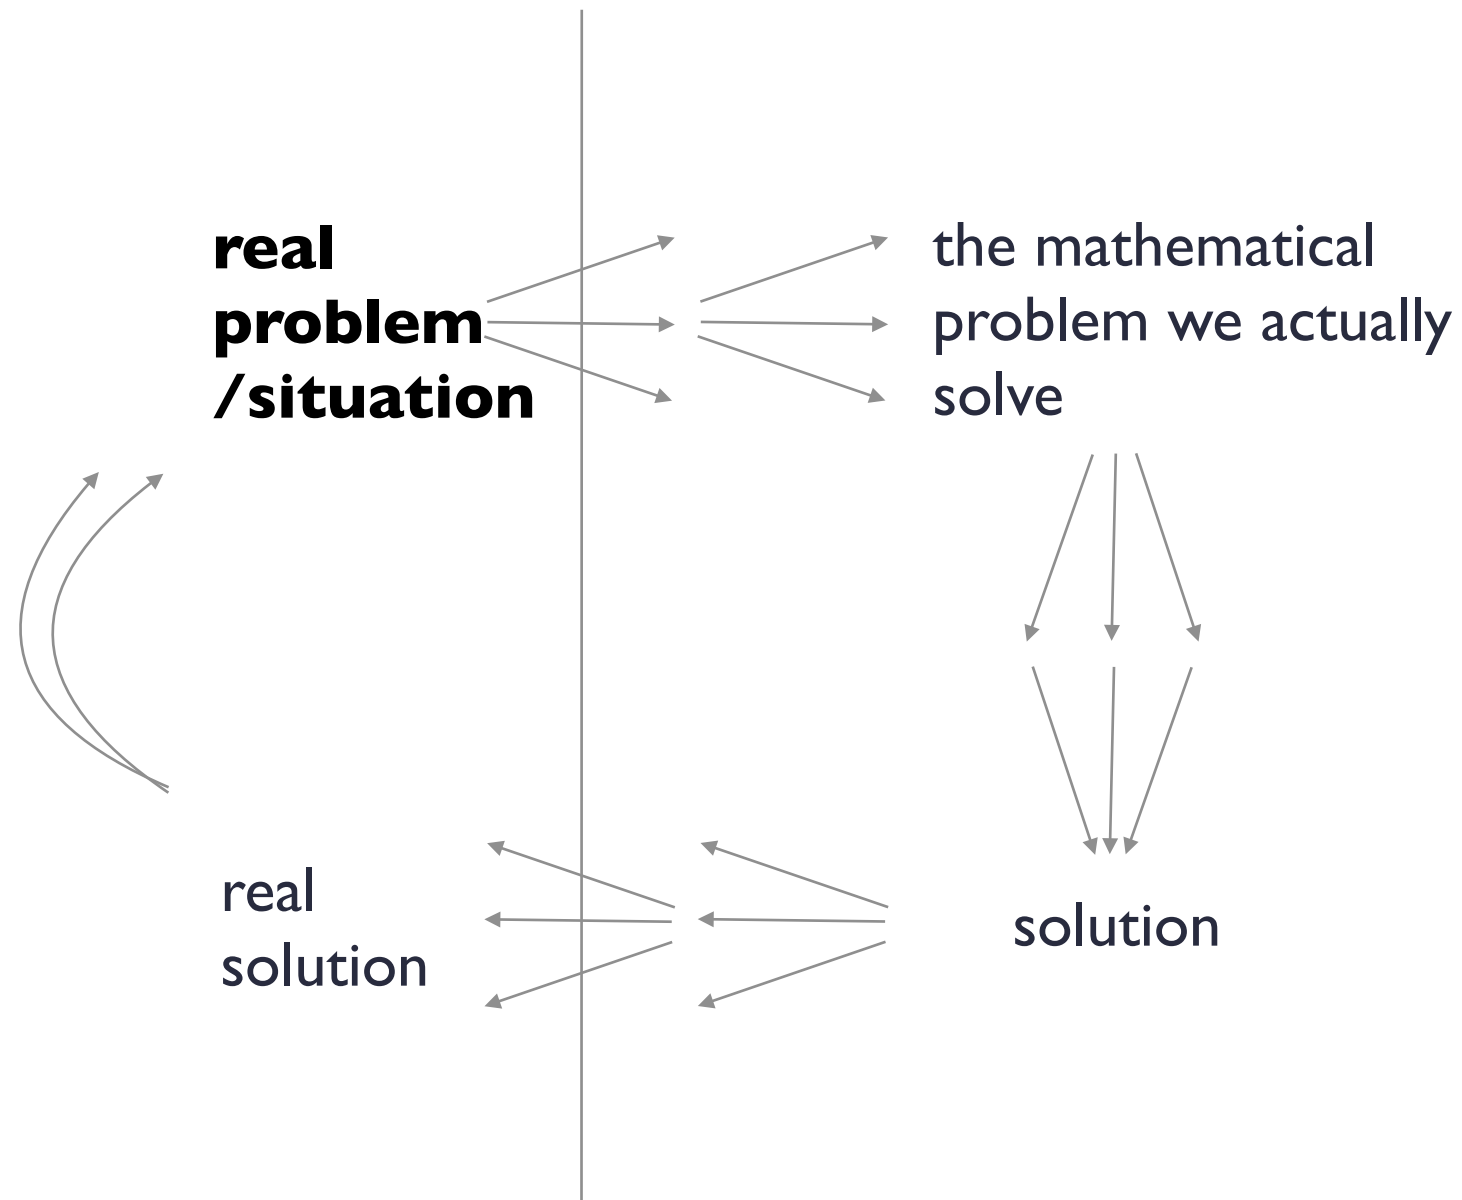 real
problem
/situation
the mathematical
problem we actually
solve
real
solution
solution